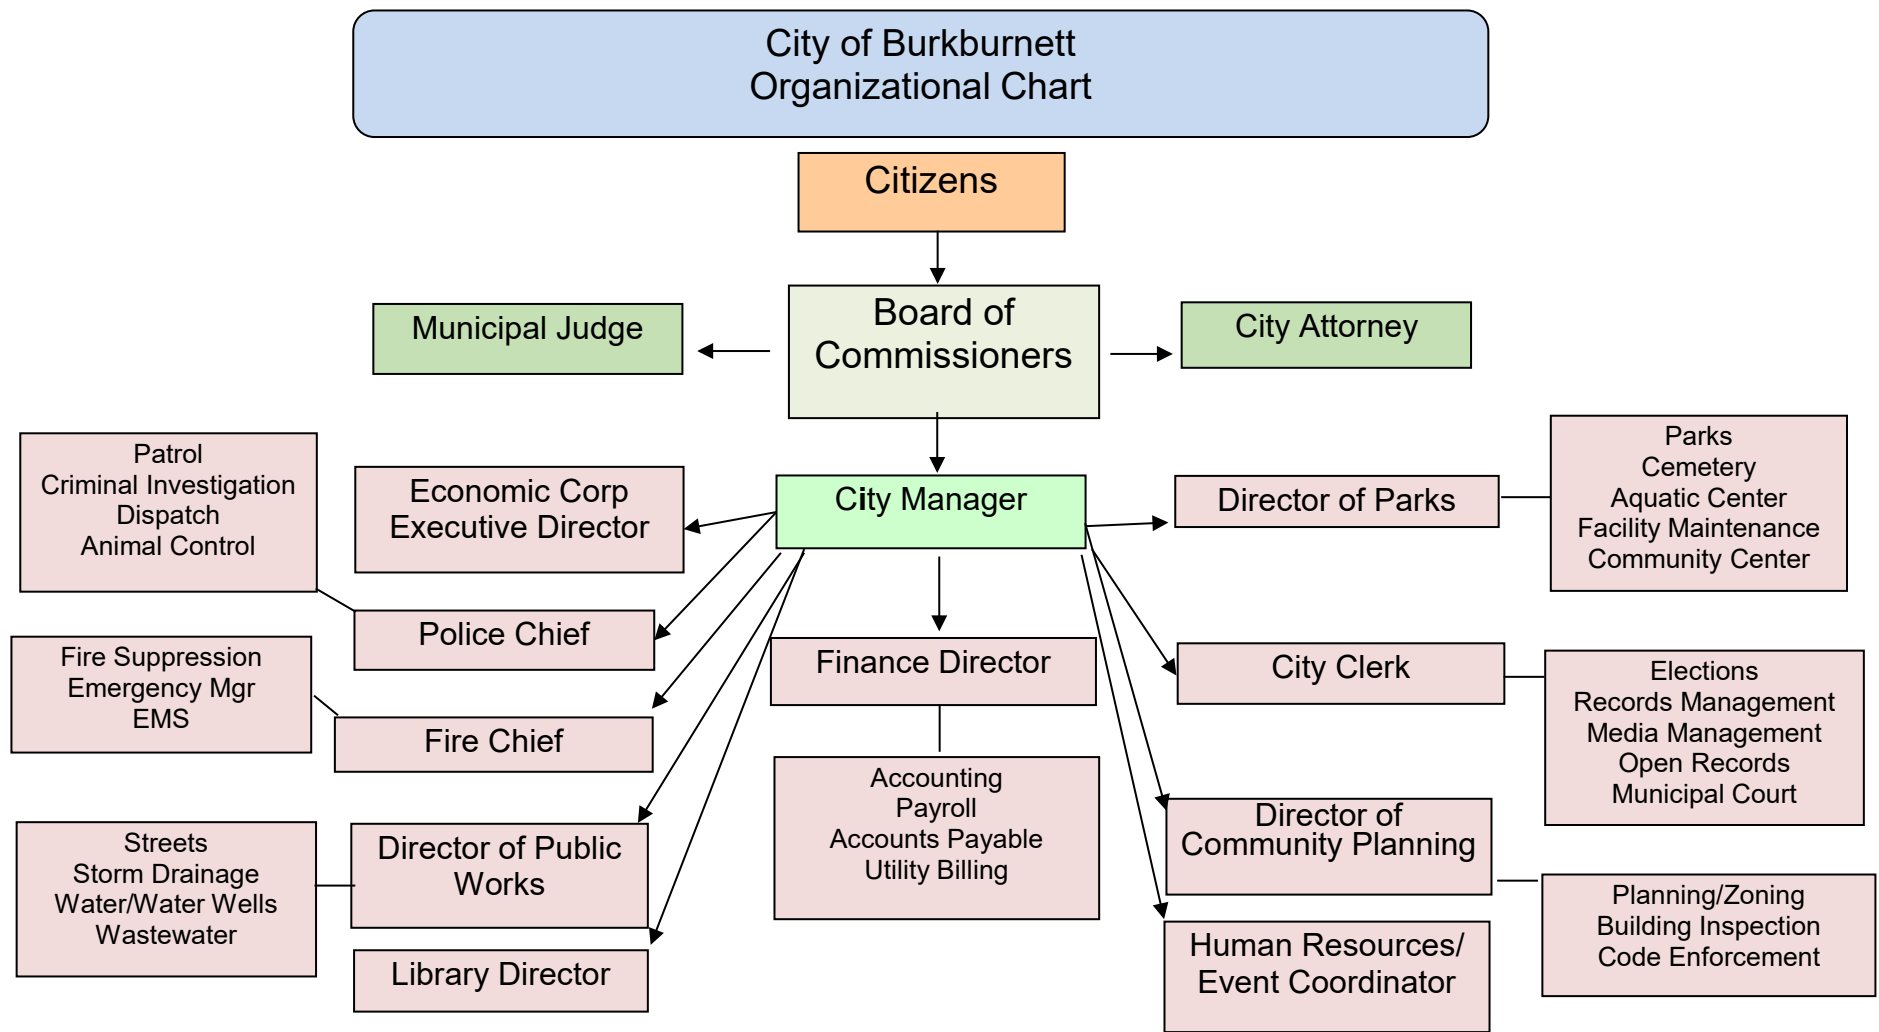 City of Burkburnett
Organizational Chart
Citizens
Board of
Commissioners
Municipal Judge
City Attorney
City Manager
Economic Corp
Executive Director
Director of Parks
Parks
Cemetery
Aquatic Center
Facility Maintenance
Community Center
Patrol
Criminal Investigation
Dispatch
Animal Control
Police Chief
Fire Suppression
Emergency Mgr
EMS
Fire Chief
Finance Director
Accounting
Payroll
Accounts Payable
Utility Billing
City Clerk
Elections
Records Management
Media Management
Open Records
Municipal Court
Streets
Storm Drainage
Water/Water Wells
Wastewater
Director of Public
Works
Library Director
Director of
Community Planning
Planning/Zoning
Building Inspection
Code Enforcement
Human Resources/
Event Coordinator